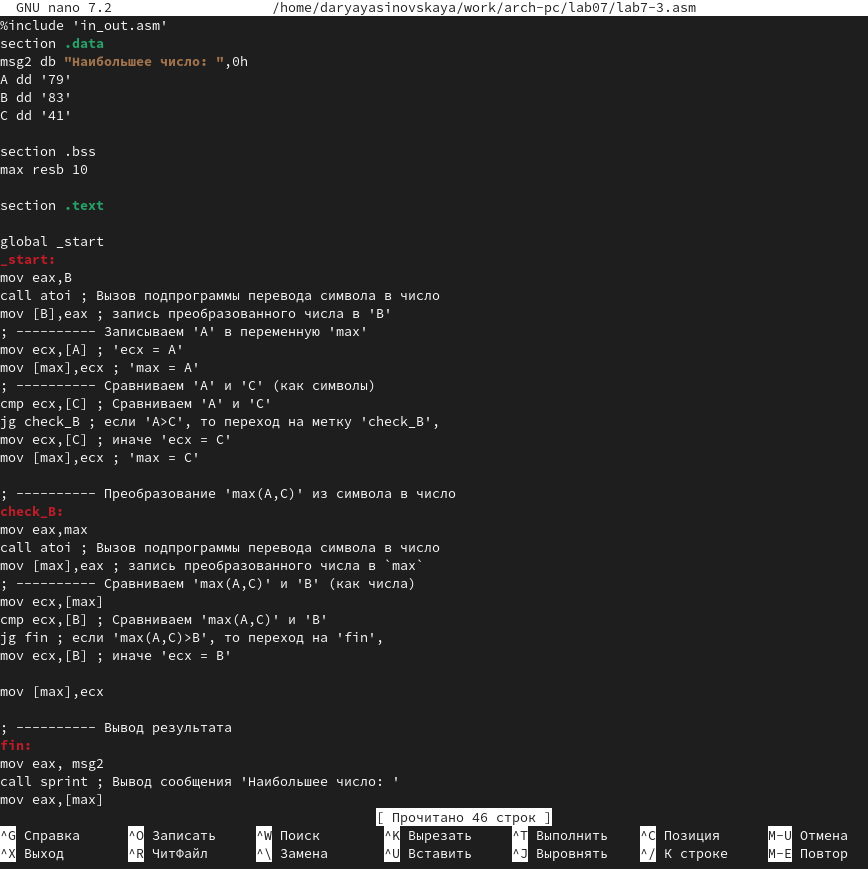 GNU nano 7.2 /home/daryayasinovskaya/work/arch-pc/lab07/lab7-3.asm
%include 'in_out.asm'
section .data
msg2 db "Наибольшее число: ",0h
A dd '79'
B dd '83'
C dd '41'
section .bss
max resb 10
section .text
global _start
_start:
mov eax,B
call atoi ; Вызов подпрограммы перевода символа в число
mov [B],eax ; запись преобразованного числа в 'B'
; ---------- Записываем 'A' в переменную 'max'
mov ecx,[A] ; 'ecx = A'
mov [max],ecx ; 'max = A'
; ---------- Сравниваем 'A' и 'С' (как символы)
cmp ecx,[C] ; Сравниваем 'A' и 'С'
jg check_B ; если 'A>C', то переход на метку 'check_B',
mov ecx,[C] ; иначе 'ecx = C'
mov [max],ecx ; 'max = C'
; ---------- Преобразование 'max(A,C)' из символа в число
check_B:
mov eax,max
call atoi ; Вызов подпрограммы перевода символа в число
mov [max],eax ; запись преобразованного числа в `max`
; ---------- Сравниваем 'max(A,C)' и 'B' (как числа)
mov ecx,[max]
cmp ecx,[B] ; Сравниваем 'max(A,C)' и 'B'
jg fin ; если 'max(A,C)>B', то переход на 'fin',
mov ecx,[B] ; иначе 'ecx = B'
mov [max],ecx
; ---------- Вывод результата
fin:
mov eax, msg2
call sprint ; Вывод сообщения 'Наибольшее число: '
mov eax,[max]
[ Прочитано 46 строк ]
^G Справка ^O Записать ^W Поиск ^K Вырезать ^T Выполнить ^C Позиция M-U Отмена
^X Выход ^R ЧитФайл ^\ Замена ^U Вставить ^J Выровнять ^/ К строке M-E Повтор